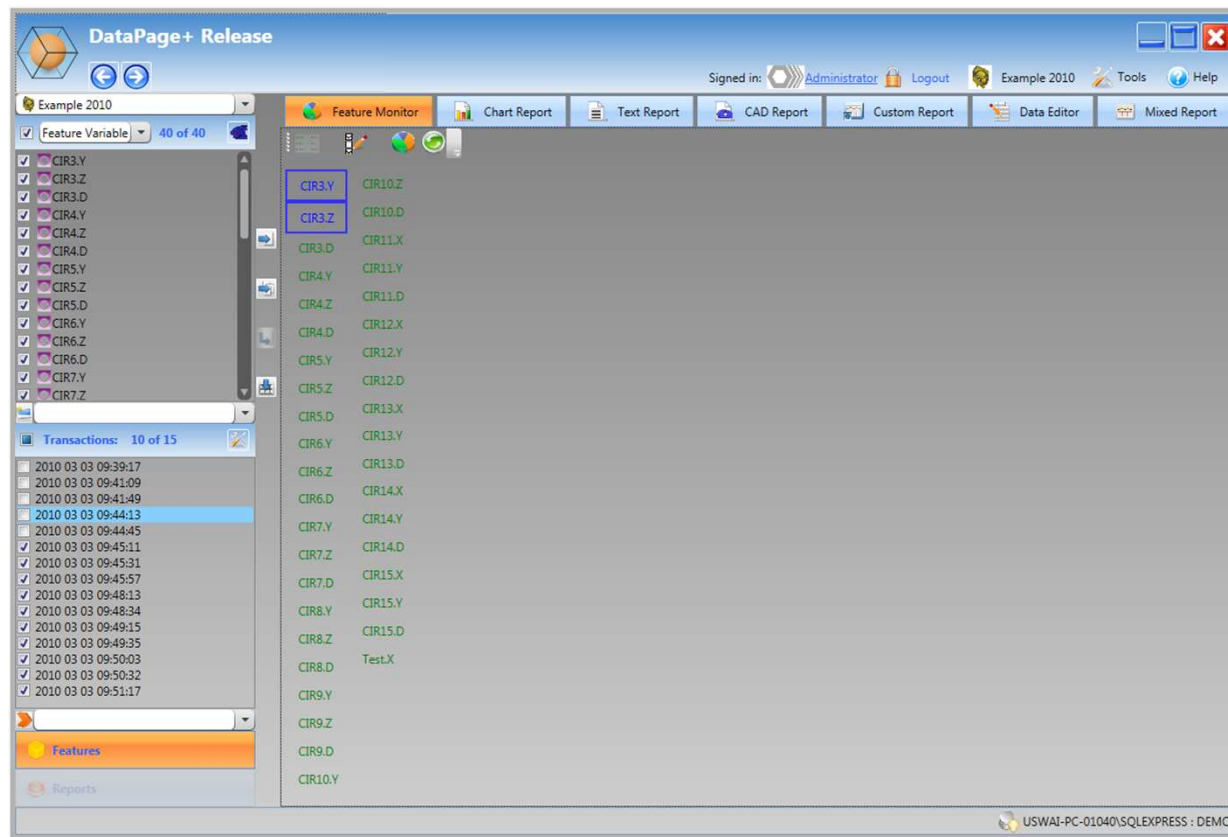 DataPage+ Release
Signed in: Administrator Logout Example 2010 Tools Help
Example 2010
Feature Monitor Chart Report Text Report CAD Report Custom Report Data Editor Mixed Report
Feature Variable 40 of 40
CIR3.Y
CIR3.Z
CIR3.D
CIR4.Y
CIR4.Z
CIR4.D
CIR5.Y
CIR5.Z
CIR5.D
CIR6.Y
CIR6.Z
CIR6.D
CIR7.Y
CIR7.Z
Transactions: 10 of 15
2010 03 03 09:39:17
2010 03 03 09:41:09
2010 03 03 09:41:49
2010 03 03 09:44:13
2010 03 03 09:44:45
2010 03 03 09:45:11
2010 03 03 09:45:31
2010 03 03 09:45:57
2010 03 03 09:48:13
2010 03 03 09:48:34
2010 03 03 09:49:15
2010 03 03 09:49:35
2010 03 03 09:50:03
2010 03 03 09:50:32
2010 03 03 09:51:17
Features
Reports
CIR3.Y
CIR3.Z
CIR3.D
CIR4.Y
CIR4.Z
CIR4.D
CIR5.Y
CIR5.Z
CIR5.D
CIR6.Y
CIR6.Z
CIR6.D
CIR7.Y
CIR7.Z
CIR7.D
CIR8.Y
CIR8.Z
CIR8.D
CIR9.Y
CIR9.Z
CIR9.D
CIR10.Y
CIR10.Z
CIR10.D
CIR11.X
CIR11.Y
CIR11.D
CIR12.X
CIR12.Y
CIR12.D
CIR13.X
CIR13.Y
CIR13.D
CIR14.X
CIR14.Y
CIR14.D
CIR15.X
CIR15.Y
CIR15.D
Test.X
USWAI-PC-01040\SQLEXPRESS : DEMO